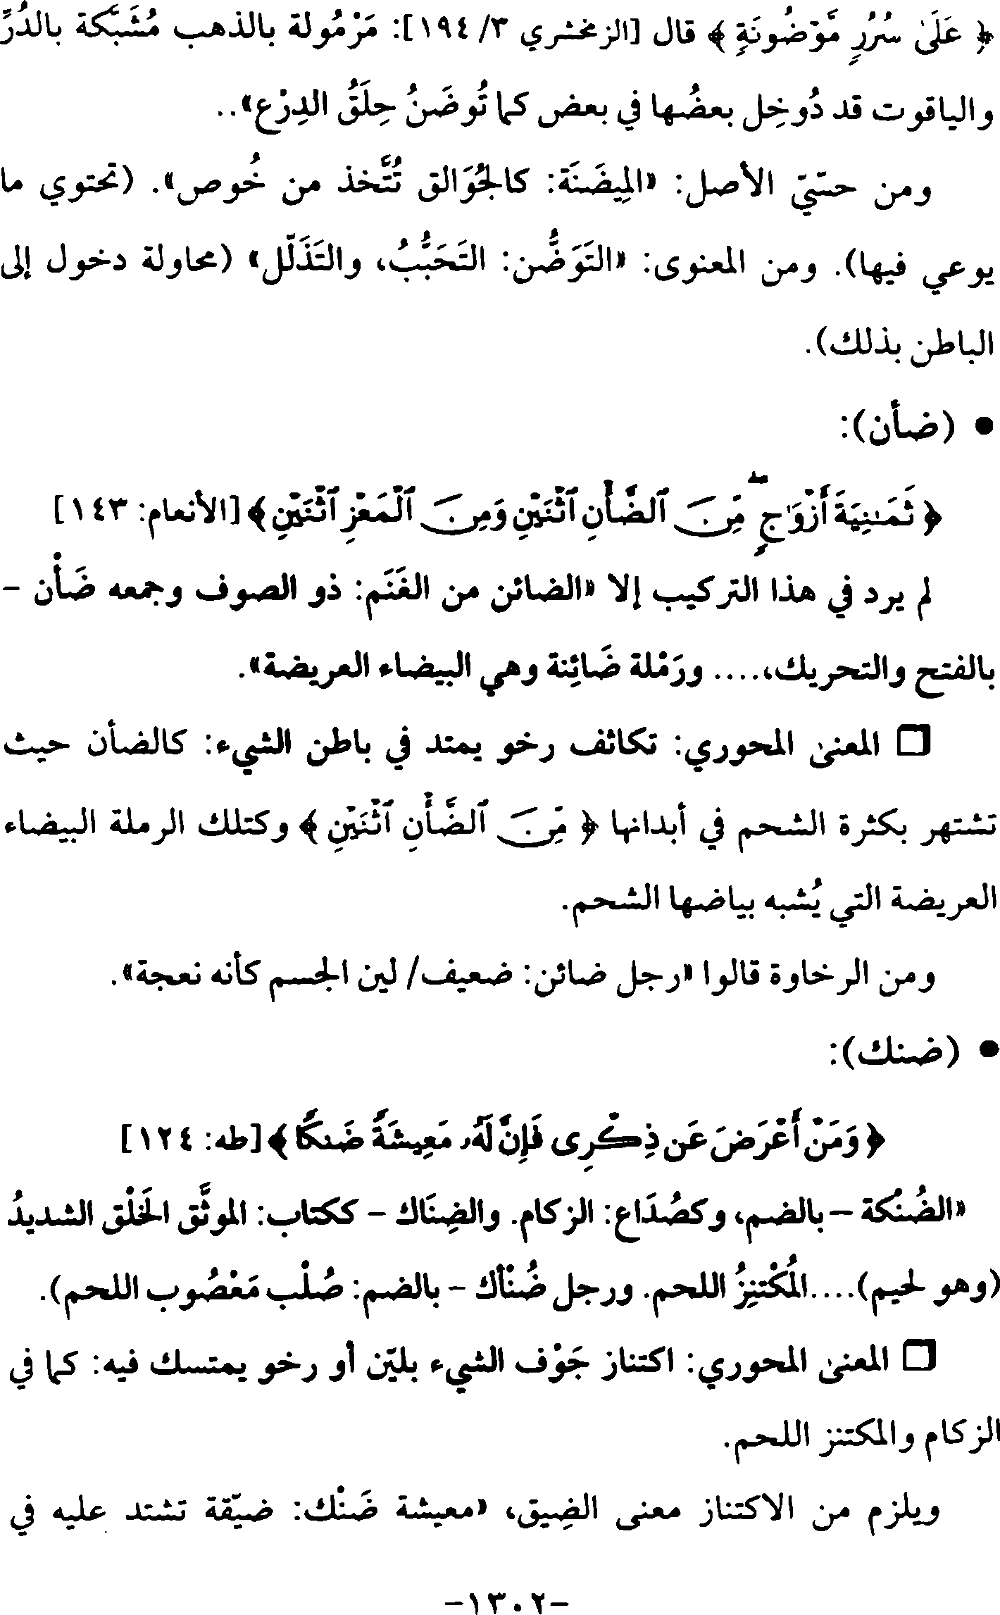 ﴿ عَلَىٰ سُرُرٍ مَّوْضُونَةٍ ﴾ قال [الزمخشري ٣/ ١٩٤]: مَرْمُولة بالذهب مُشَبَّكة بالدُرِّ
والياقوت قد دُوخِل بعضُها في بعض كما تُوضَنُ حِلَقُ الدِرْع»..
ومن حسّيّ الأصل: «المِيضَنَة: كالجُوَالق تُتَّخذ من خُوص». (تحتوي ما
يوعي فيها). ومن المعنوى: «التَوَضُّن: التَحَبُّبُ، والتَذَلّل» (محاولة دخول إلى
الباطن بذلك).
• (ضأن):
﴿ ثَمَـٰنِيَةَ أَزْوَٰجٍ ۖ مِّنَ ٱلضَّأْنِ ٱثْنَيْنِ وَمِنَ ٱلْمَعْزِ ٱثْنَيْنِ﴾ [الأنعام: ١٤٣]
لم يرد في هذا التركيب إلا «الضائن من الغَنَم: ذو الصوف وجمعه ضَأْن –
بالفتح والتحريك،.... ورَمْلة ضَائِنة وهي البيضاء العريضة».
❒ المعنىٰ المحوري: تكاثف رخو يمتد في باطن الشيء: كالضأن حيث
تشتهر بكثرة الشحم في أبدانها ﴿ مِّنَ ٱلضَّأْنِ ٱثْنَيْنِ ﴾ وكتلك الرملة البيضاء
العريضة التي يُشبه بياضها الشحم.
ومن الرخاوة قالوا «رجل ضائن: ضعيف/ لين الجسم كأنه نعجة».
• (ضنك):
﴿ وَمَنْ أَعْرَضَ عَن ذِكْرِى فَإِنَّ لَهُۥ مَعِيشَةً ضَنكًا ﴾ [طه: ١٢٤]
«الضُنْكة – بالضم، وكصُدَاع: الزكام. والضِنَاك – ككتاب: الموثَّق الخَلْق الشديدُ
(وهو لحيم)....المُكْتنِزُ اللحم. ورجل ضُنْأك – بالضم: صُلْب مَعْصُوب اللحم).
❒ المعنىٰ المحوري: اكتناز جَوْف الشيء بليّن أو رخو يمتسك فيه: كما في
الزكام والمكتنز اللحم.
ويلزم من الاكتناز معنى الضِيق، «معيشة ضَنْك: ضيّقة تشتد عليه في
–١٣٠٢–